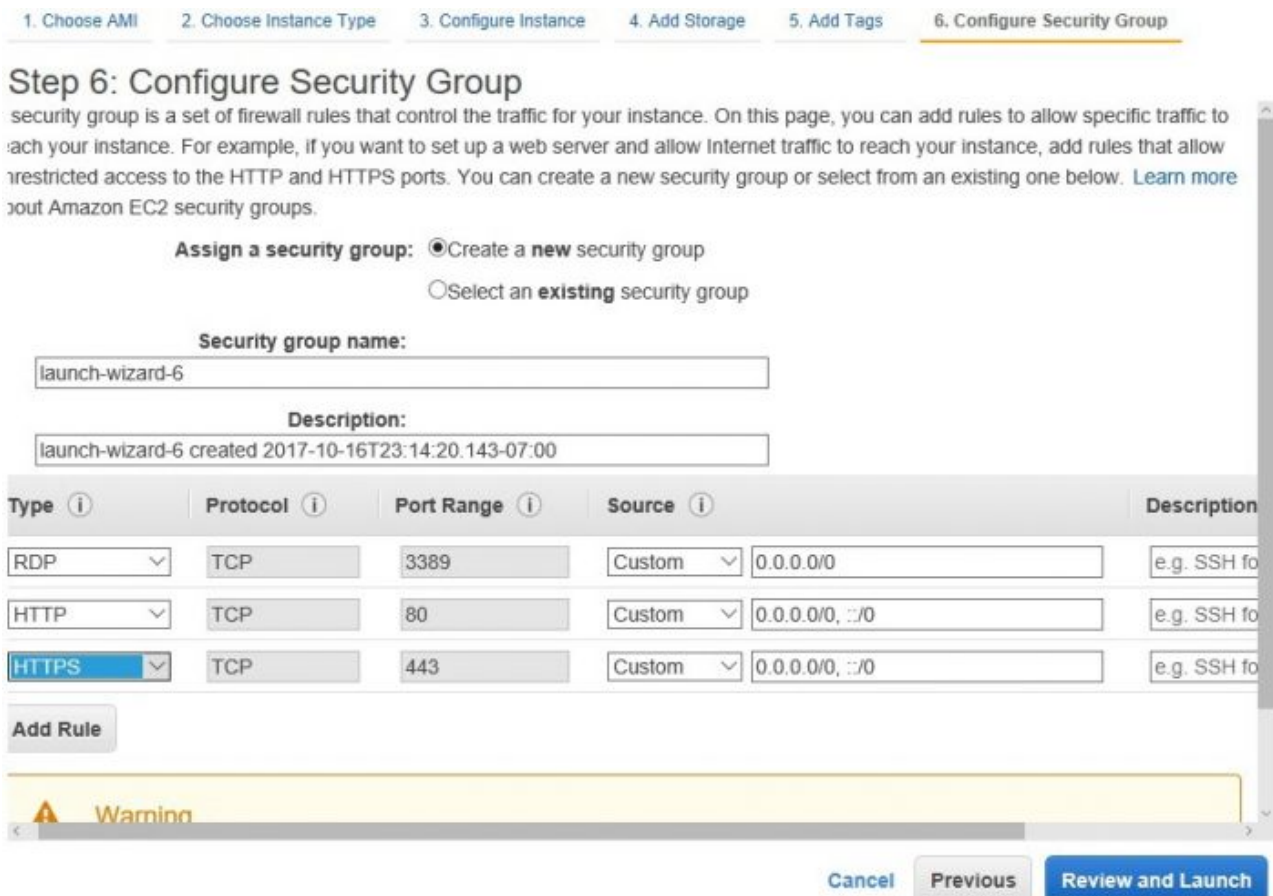 1. Choose AMI 2. Choose Instance Type 3. Configure Instance 4. Add Storage 5. Add Tags 6. Configure Security Group
Step 6: Configure Security Group
security group is a set of firewall rules that control the traffic for your instance. On this page, you can add rules to allow specific traffic to
each your instance. For example, if you want to set up a web server and allow Internet traffic to reach your instance, add rules that allow
nrestricted access to the HTTP and HTTPS ports. You can create a new security group or select from an existing one below. Learn more
bout Amazon EC2 security groups.
Assign a security group: Create a new security group
Select an existing security group
Security group name:
launch-wizard-6
Description:
launch-wizard-6 created 2017-10-16T23:14:20.143-07:00
Type i Protocol i Port Range i Source i Description
RDP TCP 3389 Custom 0.0.0.0/0 e.g. SSH fo
HTTP TCP 80 Custom 0.0.0.0/0, ::/0 e.g. SSH fo
HTTPS TCP 443 Custom 0.0.0.0/0, ::/0 e.g. SSH fo
Add Rule
Warning
Cancel Previous Review and Launch